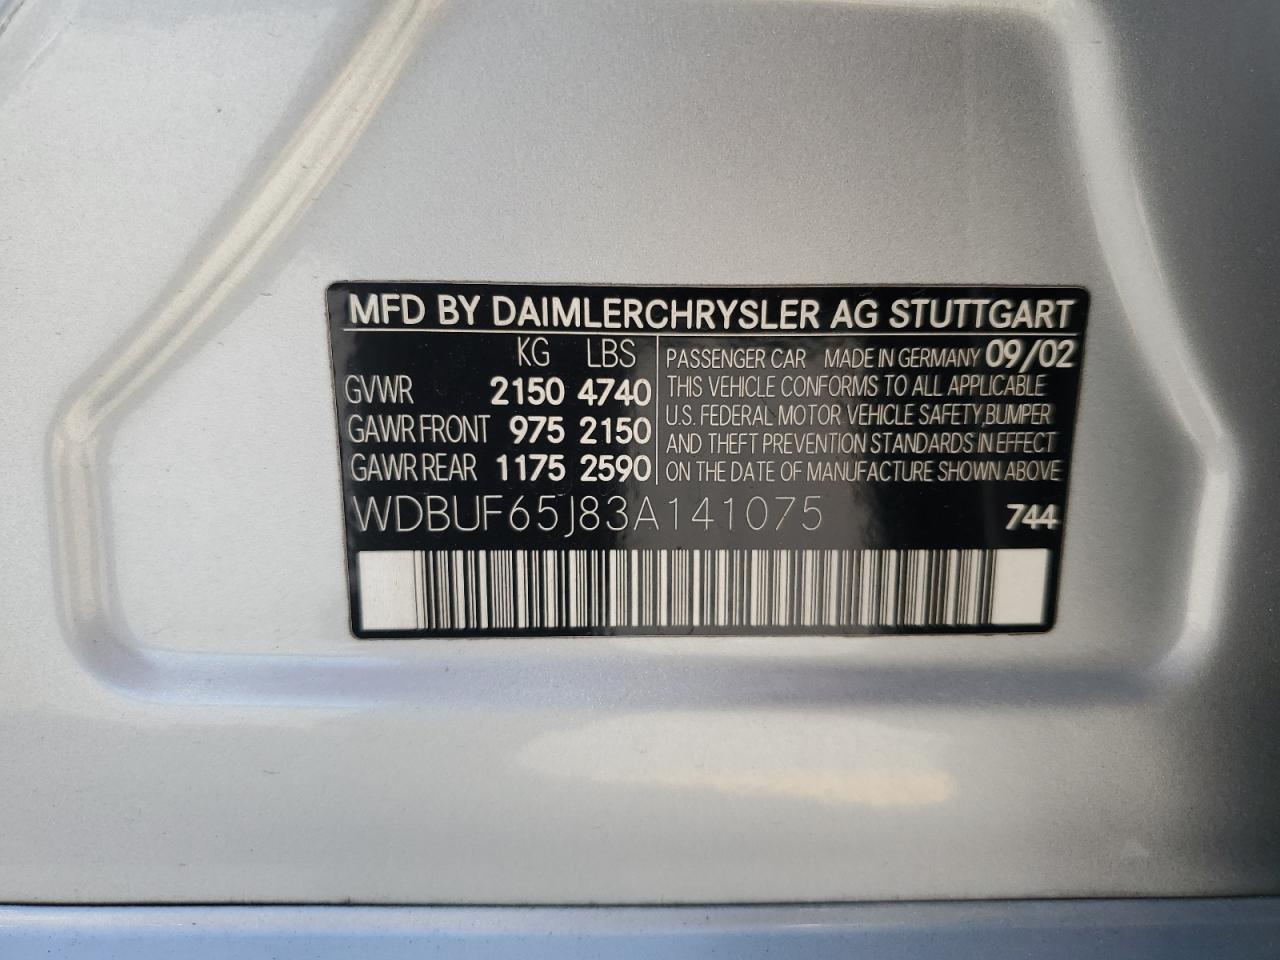 MFD BY DAIMLERCHRYSLER AG STUTTGART
KG LBS
GVWR 2150 4740
GAWR FRONT 975 2150
GAWR REAR 1175 2590
PASSENGER CAR MADE IN GERMANY 09/02
THIS VEHICLE CONFORMS TO ALL APPLICABLE
U.S. FEDERAL MOTOR VEHICLE SAFETY, BUMPER
AND THEFT PREVENTION STANDARDS IN EFFECT
ON THE DATE OF MANUFACTURE SHOWN ABOVE
WDBUF65J83A141075 744